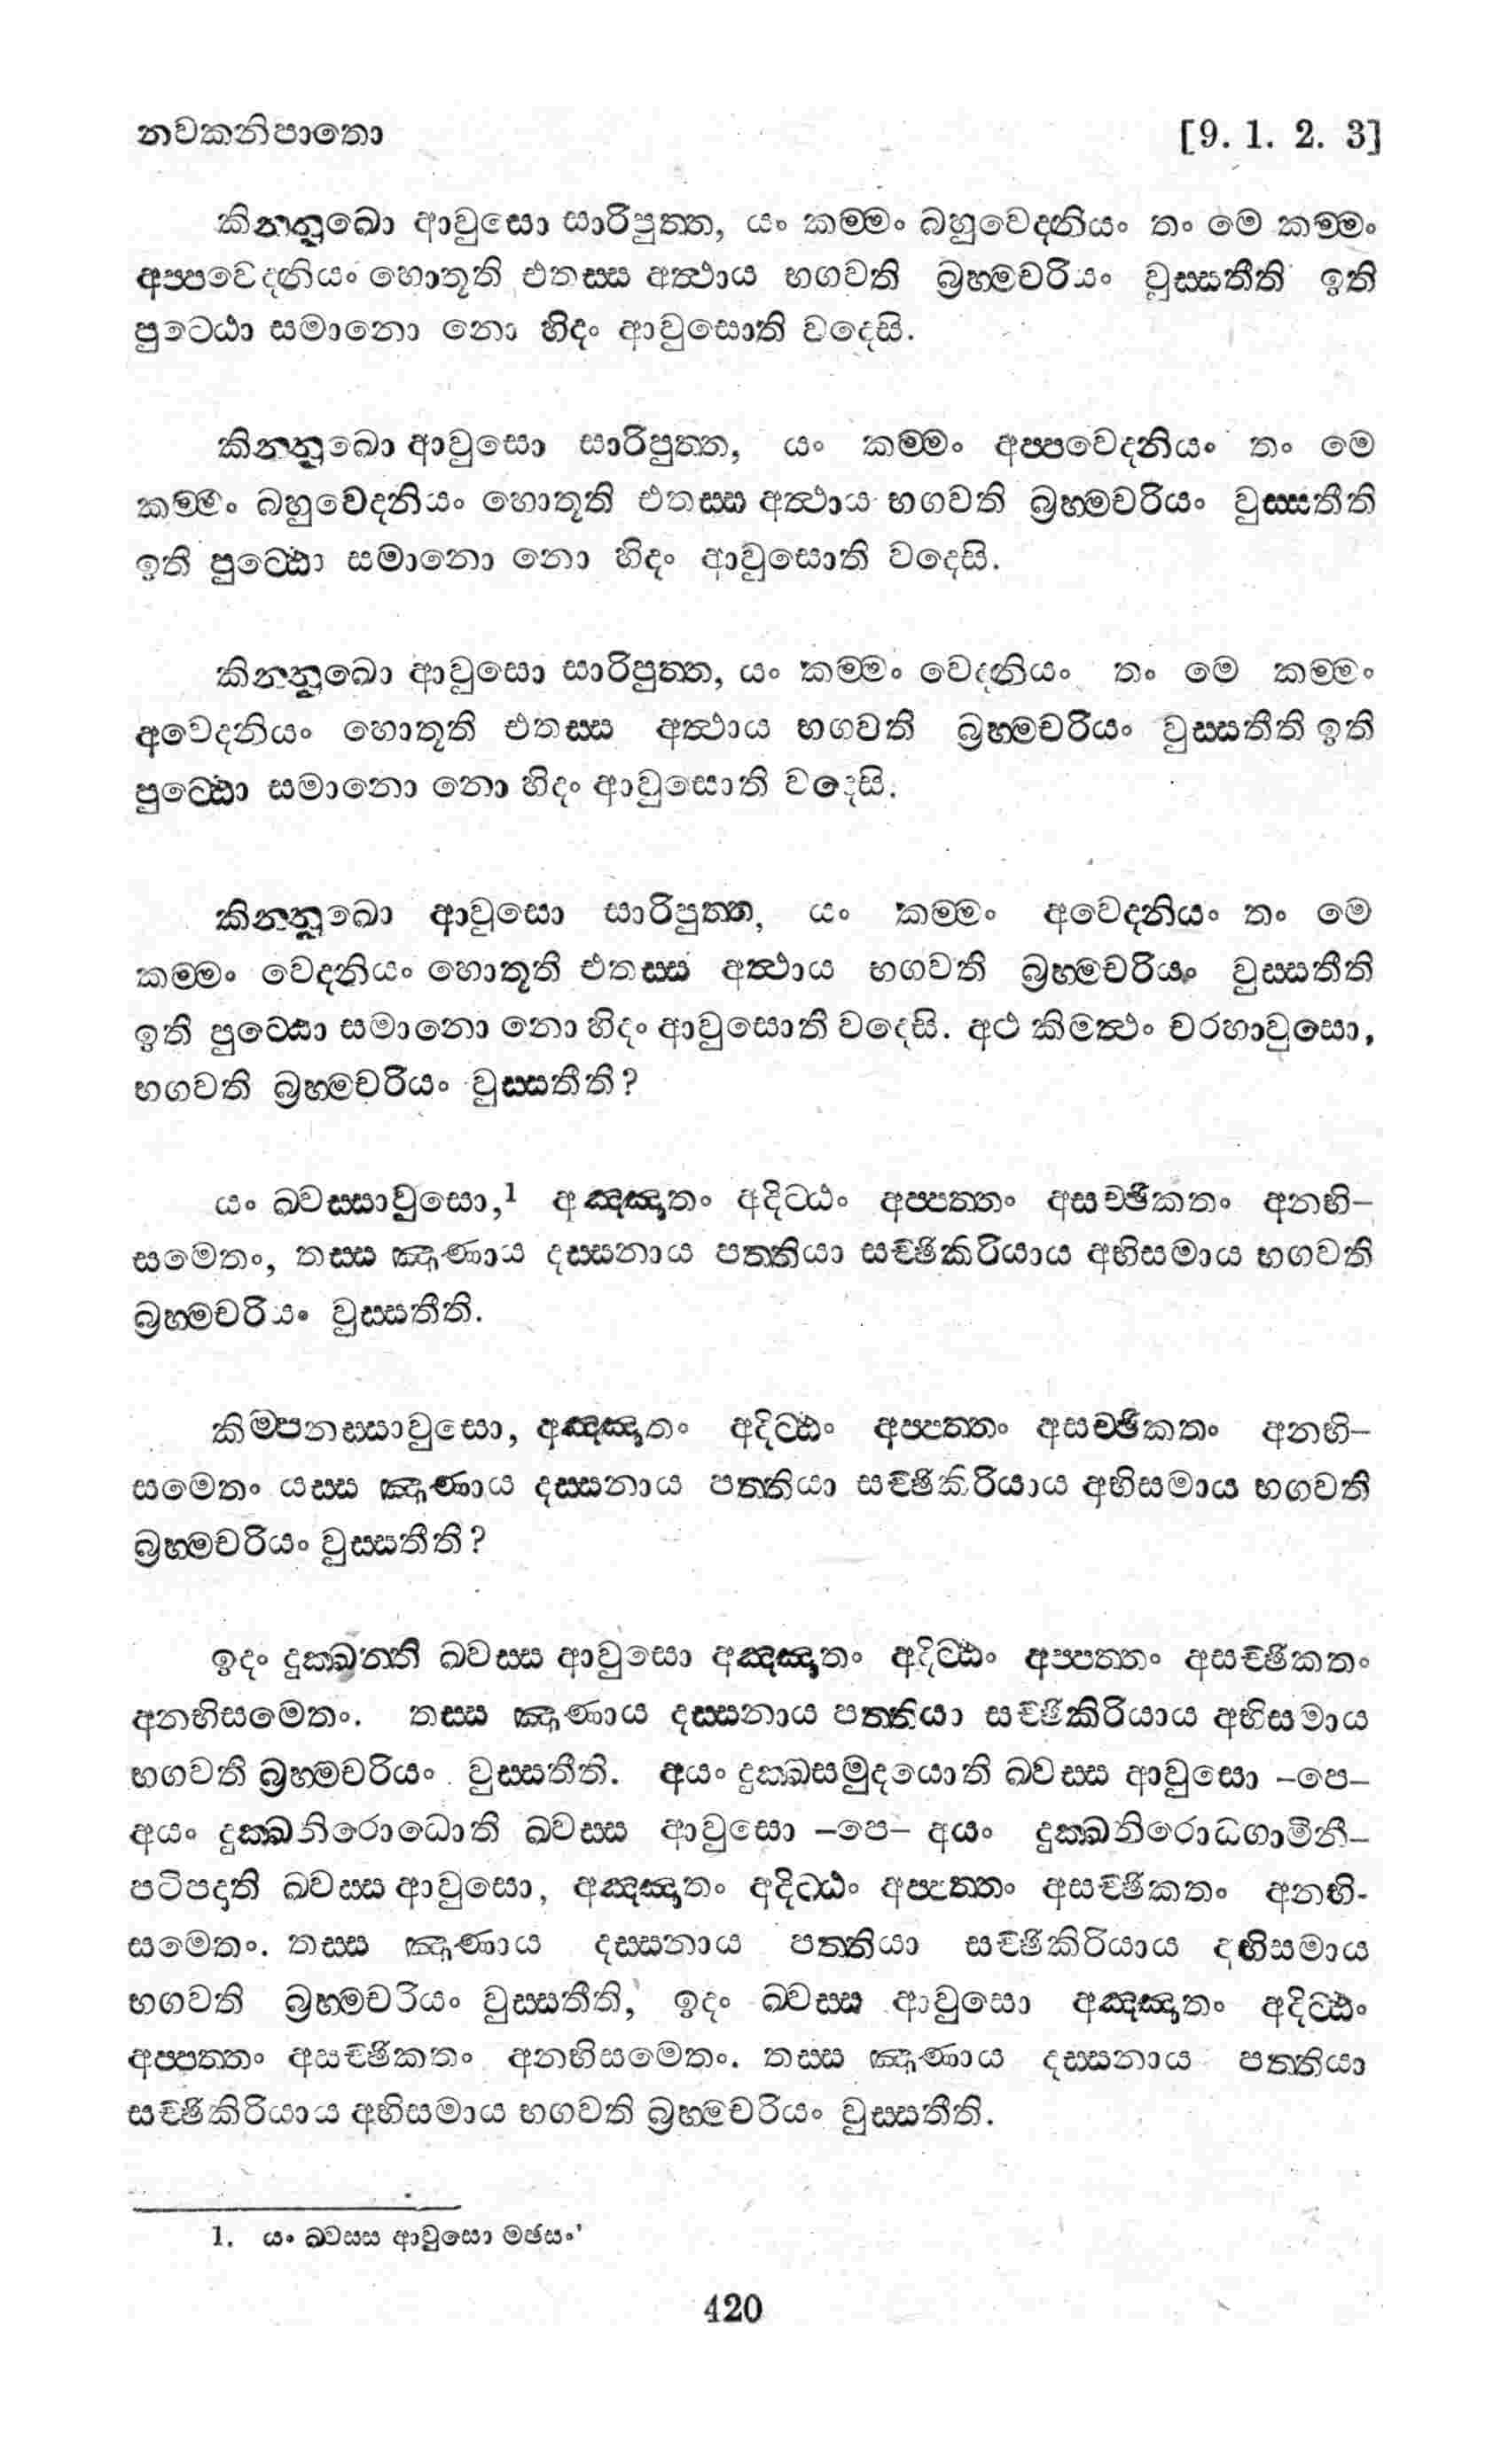 නවකනිපාතො [9. 1. 2. 3]
කින්නුඛො ආවුසො සාරිපුත්ත, යං කම්මං බහුවෙදනියං තං මෙ කම්මං
අප්පවෙදනියං හොතූති එතස්ස අත්ථාය භගවති බ්‍රහ්මචරියං වුස්සතීති ඉති
පුට්ඨො සමානො නො හිදං ආවුසොති වදෙසි.
කින්නුඛො ආවුසො සාරිපුත්ත, යං කම්මං අප්පවෙදනියං තං මෙ
කම්මං බහුවෙදනියං හොතූති එතස්ස අත්ථාය භගවති බ්‍රහ්මචරියං වුස්සතීති
ඉති පුට්ඨො සමානො නො හිදං ආවුසොති වදෙසි.
කින්නුඛො ආවුසො සාරිපුත්ත, යං කම්මං වෙදනියං තං මෙ කම්මං
අවෙදනියං හොතූති එතස්ස අත්ථාය භගවති බ්‍රහ්මචරියං වුස්සතීති ඉති
පුට්ඨො සමානො නො හිදං ආවුසොති වදෙසි.
කින්නුඛො ආවුසො සාරිපුත්ත, යං කම්මං අවෙදනියං තං මෙ
කම්මං වෙදනියං හොතූති එතස්ස අත්ථාය භගවති බ්‍රහ්මචරියං වුස්සතීති
ඉති පුට්ඨො සමානො නො හිදං ආවුසොති වදෙසි. අථ කිමත්ථං චරහාවුසො,
භගවති බ්‍රහ්මචරියං වුස්සතීති?
යං ඛ්වස්සාවුසො,1 අඤ්ඤාතං අදිට්ඨං අප්පත්තං අසච්ඡිකතං අනභි–
සමෙතං, තස්ස ඤාණාය දස්සනාය පත්තියා සච්ඡිකිරියාය අභිසමාය භගවති
බ්‍රහ්මචරියං වුස්සතීති.
කිම්පනස්සාවුසො, අඤ්ඤාතං අදිට්ඨං අප්පත්තං අසච්ඡිකතං අනභි–
සමෙතං යස්ස ඤාණාය දස්සනාය පත්තියා සච්ඡිකිරියාය අභිසමාය භගවති
බ්‍රහ්මචරියං වුස්සතීති?
ඉදං දුක්ඛන්ති ඛ්වස්ස ආවුසො අඤ්ඤාතං අදිට්ඨං අප්පත්තං අසච්ඡිකතං
අනභිසමෙතං. තස්ස ඤාණාය දස්සනාය පත්තියා සච්ඡිකිරියාය අභිසමාය
භගවති බ්‍රහ්මචරියං වුස්සතීති. අයං දුක්ඛසමුදයොති ඛ්වස්ස ආවුසො –පෙ–
අයං දුක්ඛනිරොධොති ඛ්වස්ස ආවුසො –පෙ– අයං දුක්ඛනිරොධගාමිනී–
පටිපදාති ඛ්වස්ස ආවුසො, අඤ්ඤාතං අදිට්ඨං අප්පත්තං අසච්ඡිකතං අනභි-
සමෙතං. තස්ස ඤාණාය දස්සනාය පත්තියා සච්ඡිකිරියාය අභිසමාය
භගවති බ්‍රහ්මචරියං වුස්සතීති, ඉදං ඛ්වස්ස ආවුසො අඤ්ඤාතං අදිට්ඨං
අප්පත්තං අසච්ඡිකතං අනභිසමෙතං. තස්ස ඤාණාය දස්සනාය පත්තියා
සච්ඡිකිරියාය අභිසමාය භගවති බ්‍රහ්මචරියං වුස්සතීති.
1. යං ඛ්වස්ස ආවුසො මඡසං
420